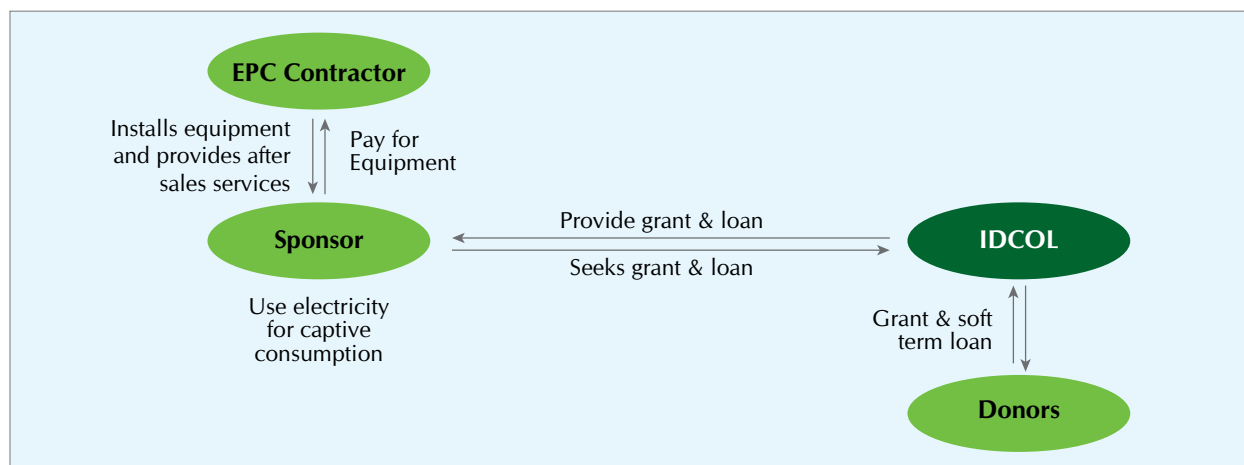 EPC Contractor
Installs equipment
and provides after
sales services
Pay for
Equipment
Sponsor
Provide grant & loan
Seeks grant & loan
IDCOL
Use electricity
for captive
consumption
Grant & soft
term loan
Donors